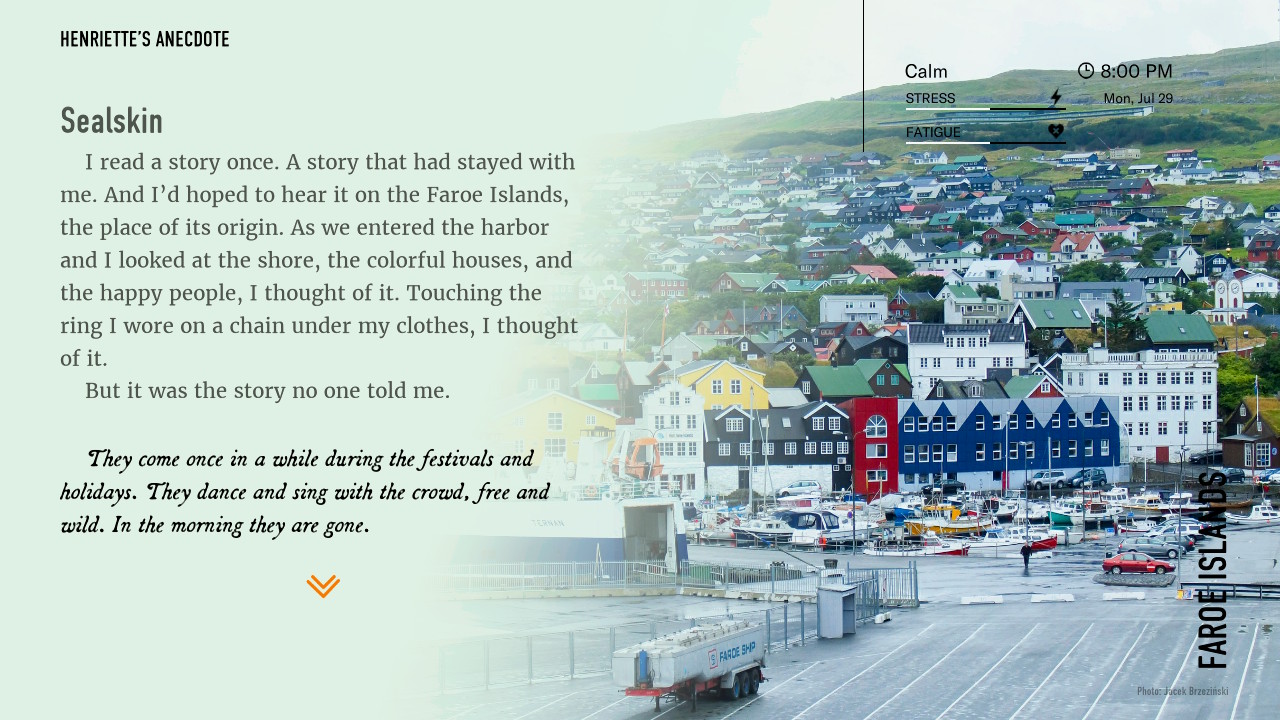 HENRIETTE'S ANECDOTE
Calm
8:00 PM
STRESS
Mon, Jul 29
FATIGUE
Sealskin
I read a story once. A story that had stayed with
me. And I'd hoped to hear it on the Faroe Islands,
the place of its origin. As we entered the harbor
and I looked at the shore, the colorful houses, and
the happy people, I thought of it. Touching the
ring I wore on a chain under my clothes, I thought
of it.
But it was the story no one told me.
They come once in a while during the festivals and
holidays. They dance and sing with the crowd, free and
wild. In the morning they are gone.
TERNAN
FAROE SHIP
FAROE ISLANDS
Photo: Jacek Brzeziński